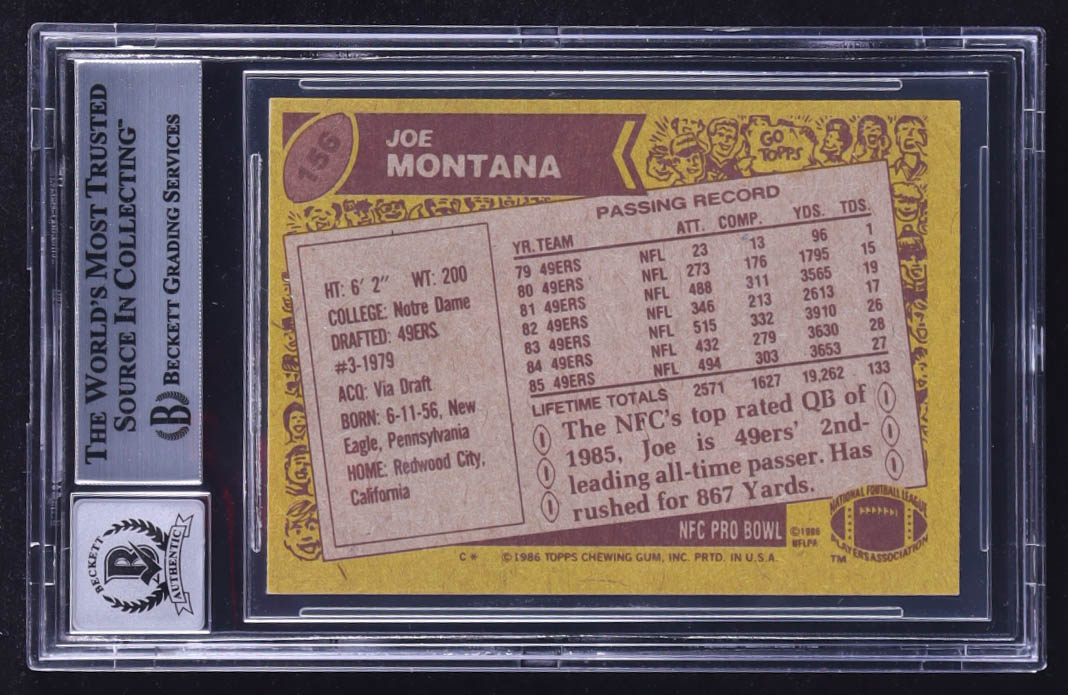 THE WORLD'S MOST TRUSTED
SOURCE IN COLLECTING™
B BECKETT GRADING SERVICES
BECKETT
B
AUTHENTIC
156
JOE
MONTANA
GO
TOPPS
HT: 6' 2" WT: 200
COLLEGE: Notre Dame
DRAFTED: 49ERS
#3-1979
ACQ: Via Draft
BORN: 6-11-56, New
Eagle, Pennsylvania
HOME: Redwood City,
California
PASSING RECORD
YR. TEAM ATT. COMP. YDS. TDS.
79 49ERS NFL 23 13 96 1
80 49ERS NFL 273 176 1795 15
81 49ERS NFL 488 311 3565 19
82 49ERS NFL 346 213 2613 17
83 49ERS NFL 515 332 3910 26
84 49ERS NFL 432 279 3630 28
85 49ERS NFL 494 303 3653 27
LIFETIME TOTALS 2571 1627 19,262 133
The NFC's top rated QB of
1985, Joe is 49ers' 2nd-
leading all-time passer. Has
rushed for 867 Yards.
NFC PRO BOWL
©1986
NFLPA
NATIONAL FOOTBALL LEAGUE
PLAYERS ASSOCIATION
TM
C* ©1986 TOPPS CHEWING GUM, INC. PRTD. IN U.S.A.